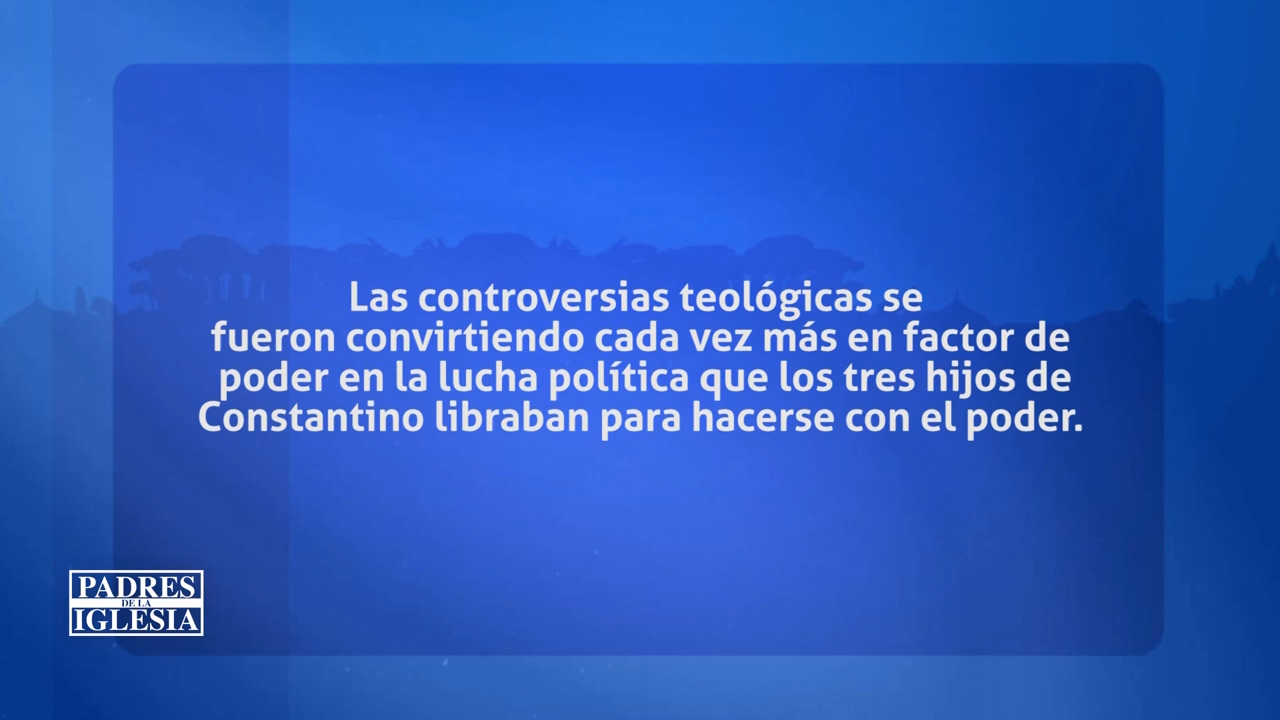 Las controversias teológicas se
fueron convirtiendo cada vez más en factor de
poder en la lucha política que los tres hijos de
Constantino libraban para hacerse con el poder.
PADRES
DE LA
IGLESIA